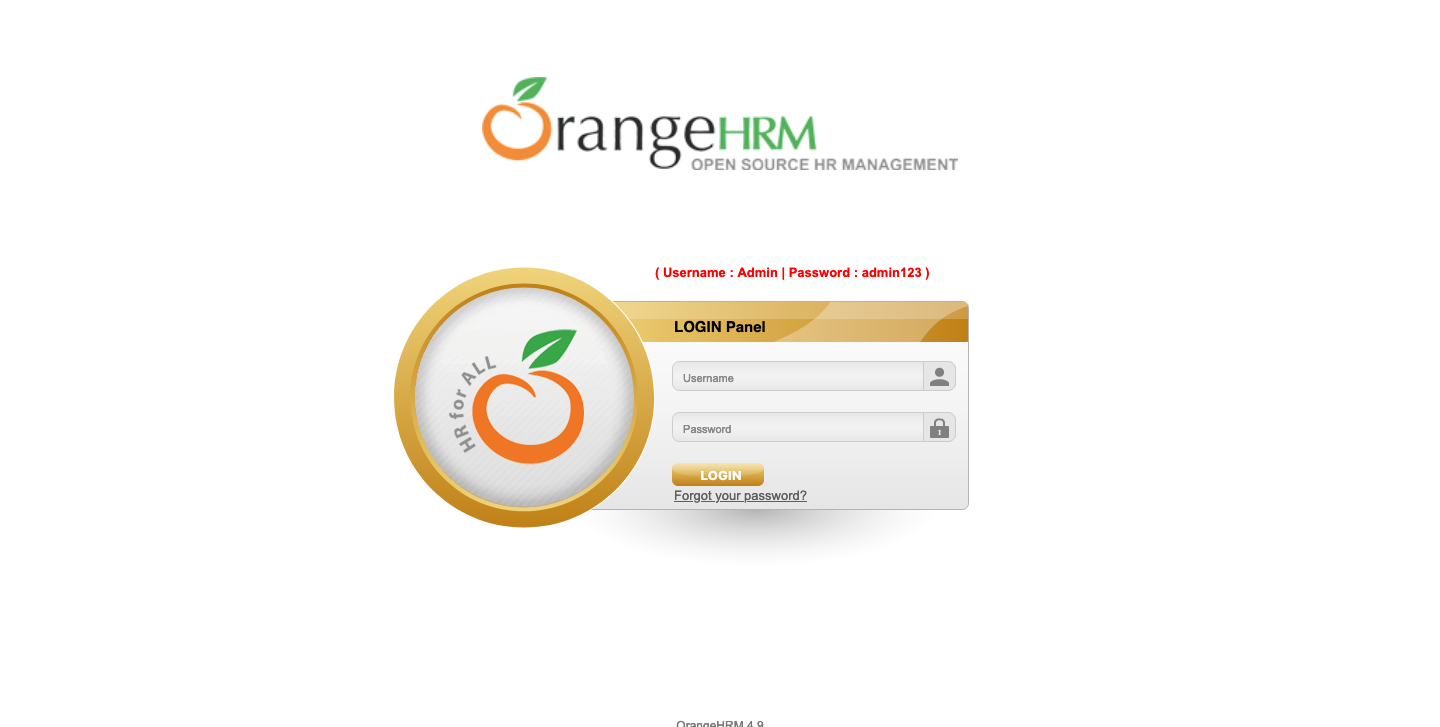 OrangeHRM
OPEN SOURCE HR MANAGEMENT
( Username : Admin | Password : admin123 )
LOGIN Panel
HR for ALL
Username
Password
LOGIN
Forgot your password?
OrangeHRM 4.9